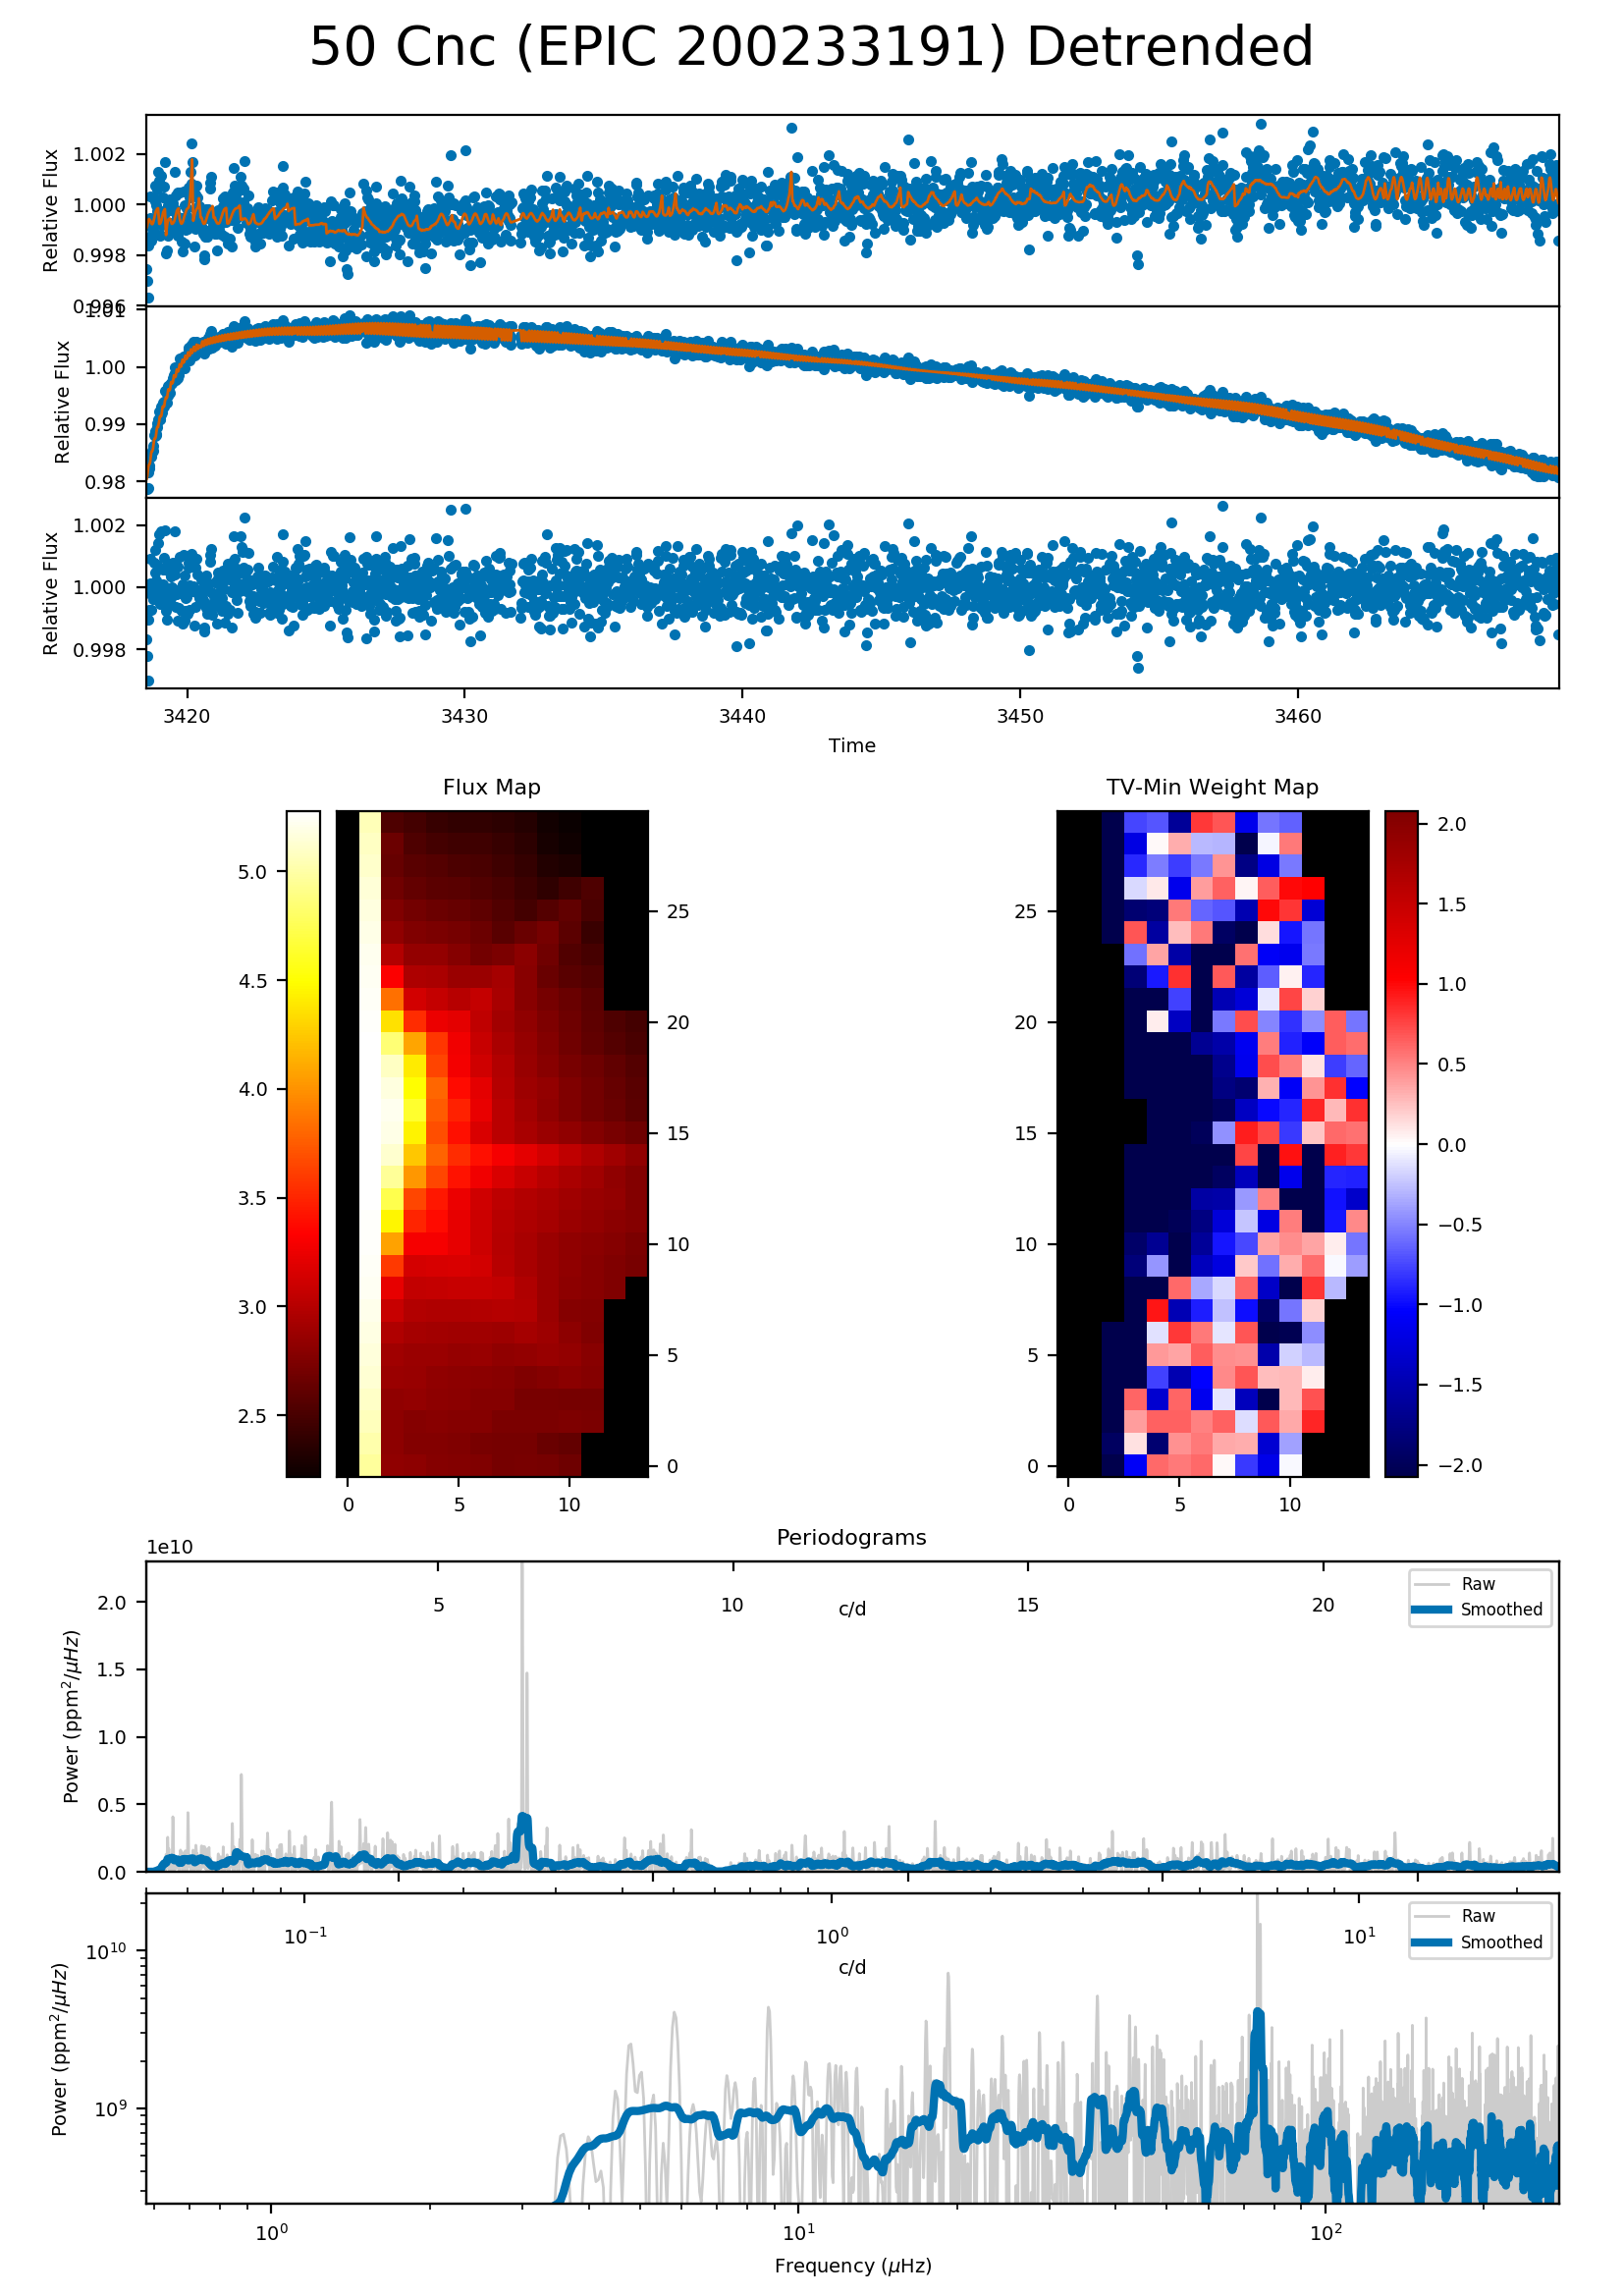 50 Cnc (EPIC 200233191) Detrended
Relative Flux
1.002
1.000
0.998
0.996
Relative Flux
1.01
1.00
0.99
0.98
Relative Flux
1.002
1.000
0.998
3420 3430 3440 3450 3460
Time
Flux Map
5.0
4.5
4.0
3.5
3.0
2.5
25
20
15
10
5
0
0 5 10
TV-Min Weight Map
25
20
15
10
5
0
0 5 10
2.0
1.5
1.0
0.5
0.0
−0.5
−1.0
−1.5
−2.0
Periodograms
1e10
Power (ppm²/μHz)
2.0
1.5
1.0
0.5
0.0
5 10 15 20
c/d
Raw
Smoothed
Power (ppm²/μHz)
10¹⁰
10⁹
10⁻¹ 10⁰ 10¹
c/d
Raw
Smoothed
10⁰ 10¹ 10²
Frequency (μHz)